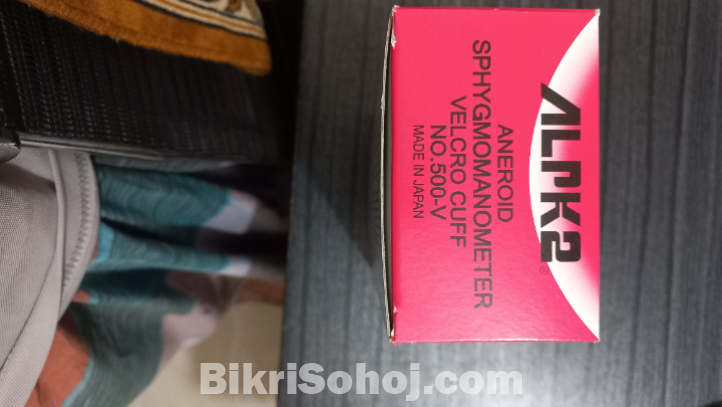 ALPK2
®
ANEROID
SPHYGMOMANOMETER
VELCRO CUFF
NO.500-V
MADE IN JAPAN
BikriSohoj.com